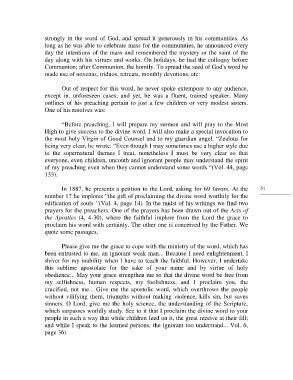 strongly in the word of God, and spread it generously in his communities. As
long as he was able to celebrate mass for the communities, he announced every
day the intentions of the mass and remembered the mystery or the saint of the
day along with his virtues and works. On holidays, he had the colloquy before
Communion; after Communion, the homily. To spread the seed of God's word he
made use of novenas, triduos, retreats, monthly devotions, etc.
Out of respect for this word, he never spoke extempore to any audience,
except in, unforeseen cases; and yet, he was a fluent, trained speaker. Many
outlines of his preaching pertain to just a few children or very modest sisters.
One of his resolves was:
"Before preaching, I will prepare my sermon and will pray to the Most
High to give success to the divine word. I will also make a special invocation to
the most holy Virgin of Good Counsel and to my guardian angel. "Zealous for
being very clear, he wrote: "Even though I may sometimes use a higher style due
to the supernatural themes I treat, nonetheless I must be very clear so that
everyone, even children, uncouth and ignorant people may understand the spirit
of my preaching even when they cannot understand some words "(Vol. 44, page
133).
In 1887, he presents a petition to the Lord, asking for 69 favors. At the
number 17 he implores "the gift of proclaiming the divine word worthily for the
edification of souls "(Vol. 4, page 14). In the midst of his writings we find two
prayers for the preachers. One of the prayers has been drawn out of the Acts of
the Apostles (4, 4-30), where the faithful implore from the Lord the grace to
proclaim his word with certainty. The other one is conceived by the Father. We
quote some passages,
Please give me the grace to cope with the ministry of the word, which has
been entrusted to me, an ignorant weak man... Because I need enlightenment, I
shiver for my inability when I have to teach the faithful. However, I undertake
this sublime apostolate for the sake of your name and by virtue of holy
obedience... May your grace strengthen me so that the divine word be free from
my selfishness, human respects, my foolishness, and I proclaim you, the
crucified, not me... Give me the apostolic word, which overthrows the people
without vilifying them, triumphs without making violence, kills sin, but saves
sinners. O Lord, give me the holy science, the understanding of the Scripture,
which surpasses worldly study. See to it that I proclaim the divine word to your
people in such a way that while children feed on it, the great receive at their fill;
and while I speak to the learned persons, the ignorant too understand... Vol. 6,
page 36).